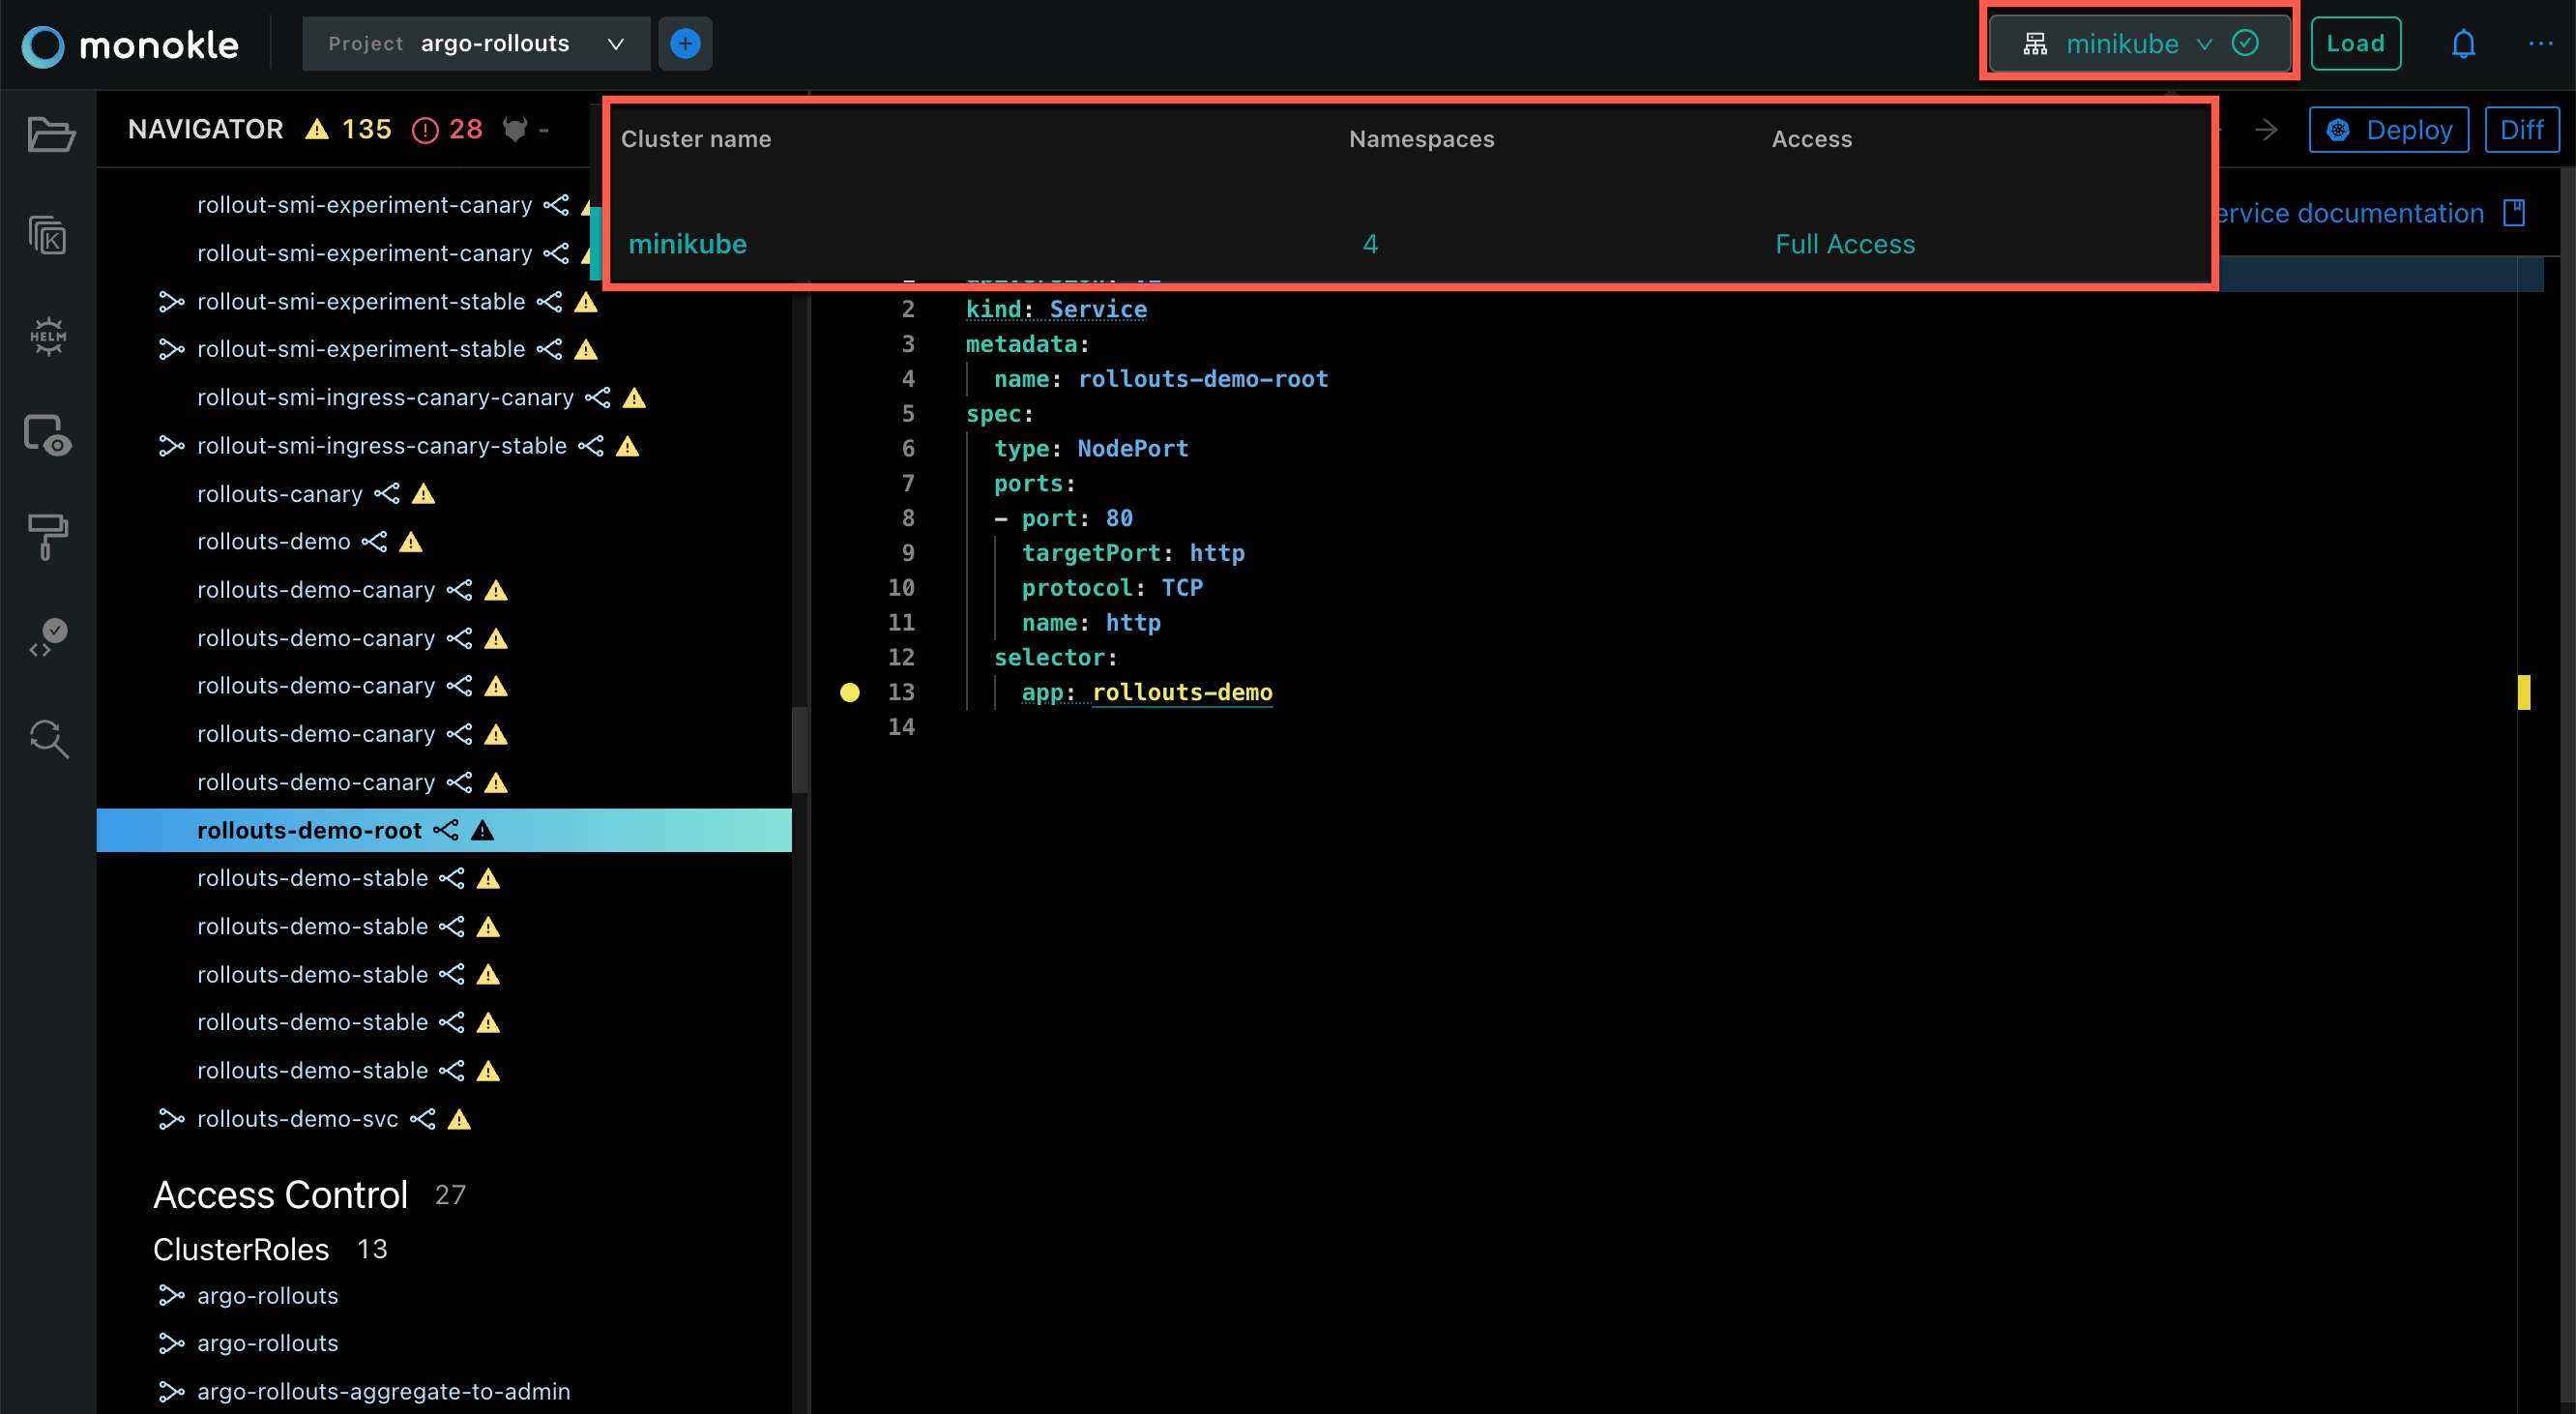 monokle
Project argo-rollouts
minikube
Load
NAVIGATOR 135 28 -
Cluster name Namespaces Access
minikube 4 Full Access
Deploy
Diff
documentation
rollout-smi-experiment-canary
rollout-smi-experiment-canary
rollout-smi-experiment-stable
rollout-smi-experiment-stable
rollout-smi-ingress-canary-canary
rollout-smi-ingress-canary-stable
rollouts-canary
rollouts-demo
rollouts-demo-canary
rollouts-demo-canary
rollouts-demo-canary
rollouts-demo-canary
rollouts-demo-canary
rollouts-demo-root
rollouts-demo-stable
rollouts-demo-stable
rollouts-demo-stable
rollouts-demo-stable
rollouts-demo-stable
rollouts-demo-svc
Access Control 27
ClusterRoles 13
argo-rollouts
argo-rollouts
argo-rollouts-aggregate-to-admin
HELM
K
2 kind: Service
3 metadata:
4 name: rollouts-demo-root
5 spec:
6 type: NodePort
7 ports:
8 - port: 80
9 targetPort: http
10 protocol: TCP
11 name: http
12 selector:
13 app: rollouts-demo
14